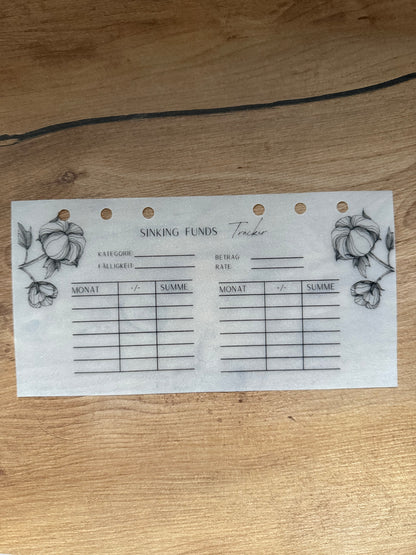 SINKING FUNDS Tracker
KATEGORIE: BETRAG:
FÄLLIGKEIT: RATE:
MONAT +/- SUMME MONAT +/- SUMME